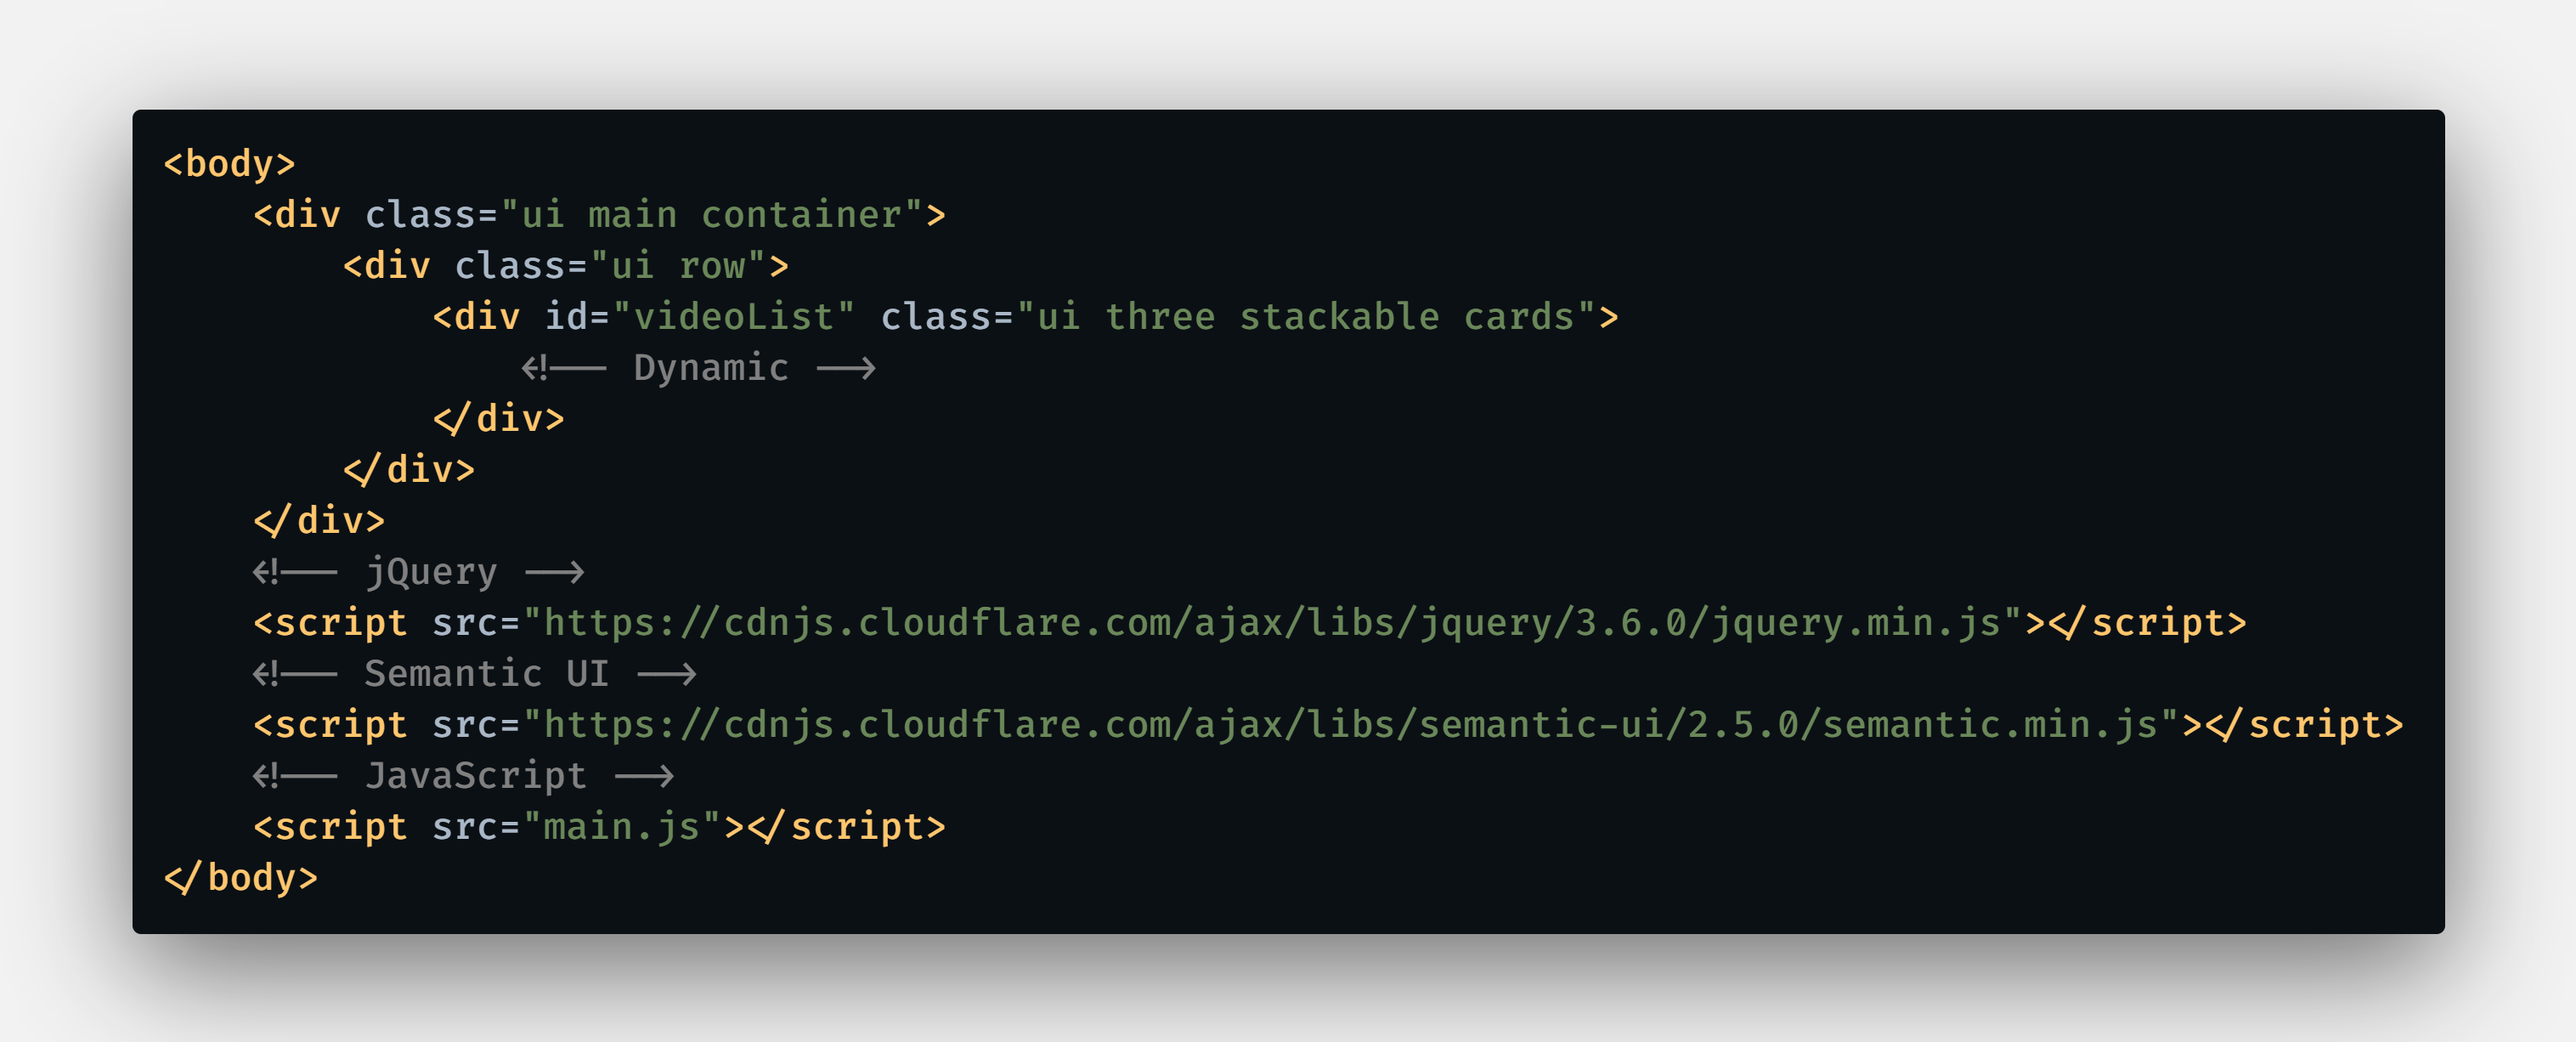 <body>
    <div class="ui main container">
        <div class="ui row">
            <div id="videoList" class="ui three stackable cards">
                <!-- Dynamic -->
            </div>
        </div>
    </div>
    <!-- jQuery -->
    <script src="https://cdnjs.cloudflare.com/ajax/libs/jquery/3.6.0/jquery.min.js"></script>
    <!-- Semantic UI -->
    <script src="https://cdnjs.cloudflare.com/ajax/libs/semantic-ui/2.5.0/semantic.min.js"></script>
    <!-- JavaScript -->
    <script src="main.js"></script>
</body>